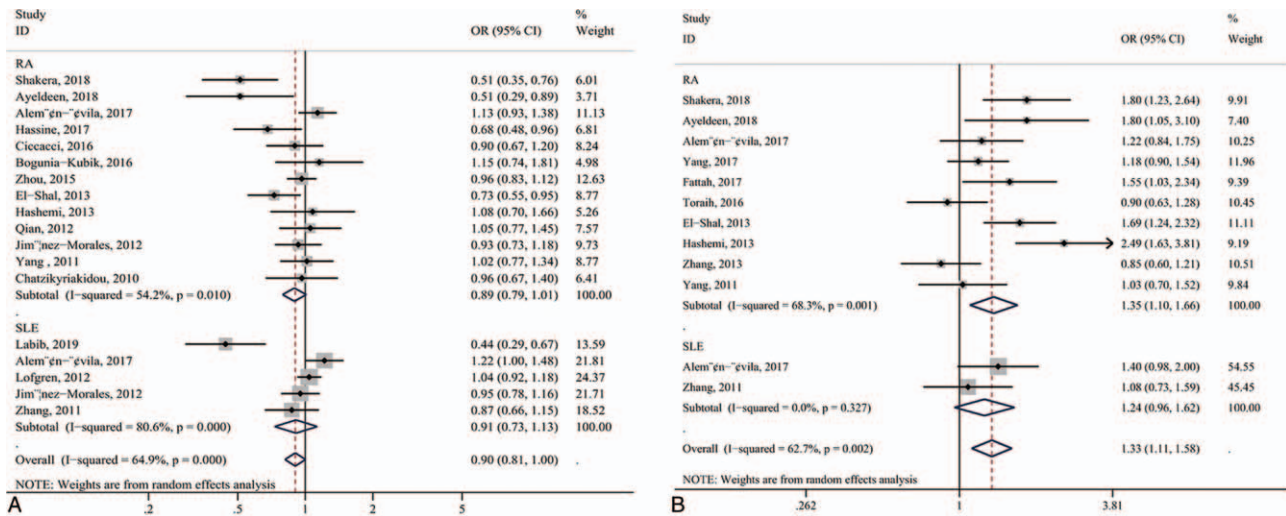 Study % 
ID OR (95% CI) Weight
RA
Shakera, 2018 0.51 (0.35, 0.76) 6.01
Ayeldeen, 2018 0.51 (0.29, 0.89) 3.71
Alem¨¢n-¨¢vila, 2017 1.13 (0.93, 1.38) 11.13
Hassine, 2017 0.68 (0.48, 0.96) 6.81
Ciccacci, 2016 0.90 (0.67, 1.20) 8.24
Bogunia-Kubik, 2016 1.15 (0.74, 1.81) 4.98
Zhou, 2015 0.96 (0.83, 1.12) 12.63
El-Shal, 2013 0.73 (0.55, 0.95) 8.77
Hashemi, 2013 1.08 (0.70, 1.66) 5.26
Qian, 2012 1.05 (0.77, 1.45) 7.57
Jim¨¦nez-Morales, 2012 0.93 (0.73, 1.18) 9.73
Yang , 2011 1.02 (0.77, 1.34) 8.77
Chatzikyriakidou, 2010 0.96 (0.67, 1.40) 6.41
Subtotal (I-squared = 54.2%, p = 0.010) 0.89 (0.79, 1.01) 100.00
.
SLE
Labib, 2019 0.44 (0.29, 0.67) 13.59
Alem¨¢n-¨¢vila, 2017 1.22 (1.00, 1.48) 21.81
Lofgren, 2012 1.04 (0.92, 1.18) 24.37
Jim¨¦nez-Morales, 2012 0.95 (0.78, 1.16) 21.71
Zhang, 2011 0.87 (0.66, 1.15) 18.52
Subtotal (I-squared = 80.6%, p = 0.000) 0.91 (0.73, 1.13) 100.00
.
Overall (I-squared = 64.9%, p = 0.000) 0.90 (0.81, 1.00) .
NOTE: Weights are from random effects analysis
A
.2 .5 1 2 5
Study %
ID OR (95% CI) Weight
RA
Shakera, 2018 1.80 (1.23, 2.64) 9.91
Ayeldeen, 2018 1.80 (1.05, 3.10) 7.40
Alem¨¢n-¨¢vila, 2017 1.22 (0.84, 1.75) 10.25
Yang, 2017 1.18 (0.90, 1.54) 11.96
Fattah, 2017 1.55 (1.03, 2.34) 9.39
Toraih, 2016 0.90 (0.63, 1.28) 10.45
El-Shal, 2013 1.69 (1.24, 2.32) 11.11
Hashemi, 2013 2.49 (1.63, 3.81) 9.19
Zhang, 2013 0.85 (0.60, 1.21) 10.51
Yang, 2011 1.03 (0.70, 1.52) 9.84
Subtotal (I-squared = 68.3%, p = 0.001) 1.35 (1.10, 1.66) 100.00
.
SLE
Alem¨¢n-¨¢vila, 2017 1.40 (0.98, 2.00) 54.55
Zhang, 2011 1.08 (0.73, 1.59) 45.45
Subtotal (I-squared = 0.0%, p = 0.327) 1.24 (0.96, 1.62) 100.00
.
Overall (I-squared = 62.7%, p = 0.002) 1.33 (1.11, 1.58) .
NOTE: Weights are from random effects analysis
B
.262 1 3.81